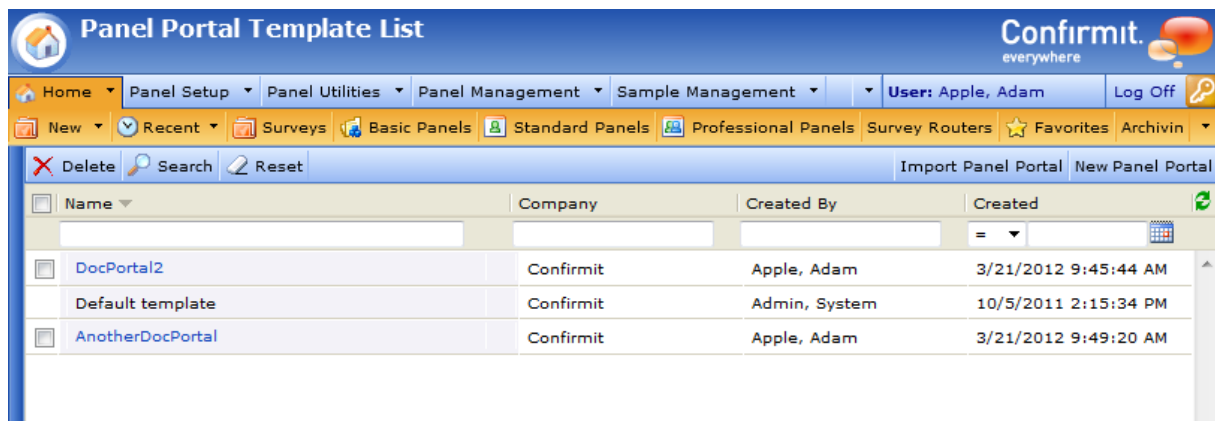 Panel Portal Template List
Confirmit.
everywhere
Home Panel Setup Panel Utilities Panel Management Sample Management User: Apple, Adam Log Off
New Recent Surveys Basic Panels Standard Panels Professional Panels Survey Routers Favorites Archivin
Delete Search Reset Import Panel Portal New Panel Portal
Name Company Created By Created
=
DocPortal2 Confirmit Apple, Adam 3/21/2012 9:45:44 AM
Default template Confirmit Admin, System 10/5/2011 2:15:34 PM
AnotherDocPortal Confirmit Apple, Adam 3/21/2012 9:49:20 AM